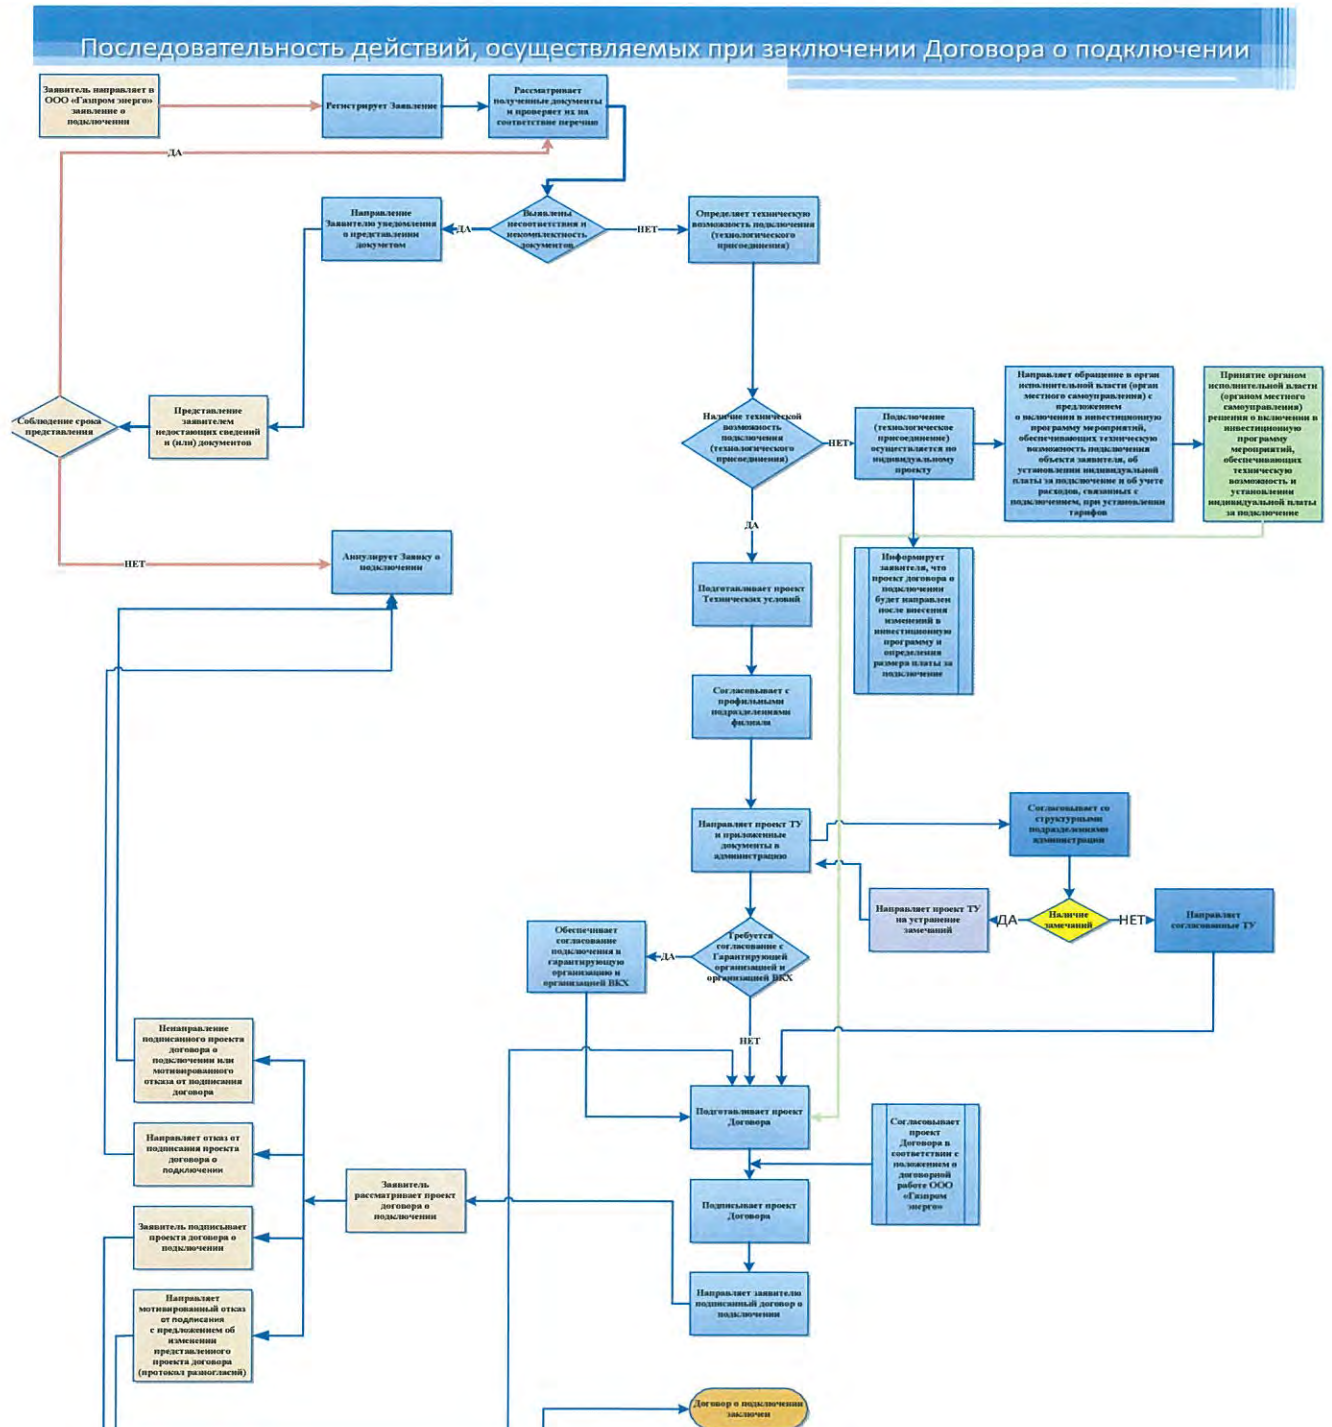 Последовательность действий, осуществляемых при заключении Договора о подключении
Заявитель направляет в
ООО «Газпром энерго»
заявление о
подключении
Регистрирует Заявление
Рассматривает
полученные документы
и проверяет их на
соответствие перечню
ДА
Направление
Заявителю уведомления
о представлении
докуметом
ДА
Выявлены
несоответствия и
некомплектность
документов
НЕТ
Определяет техническую
возможность подключения
(технологического
присоединения)
Соблюдение срока
представления
Представление
заявителем
недостающих сведений
и (или) документов
Наличие технической
возможность
подключения
(технологического
присоединения)
НЕТ
Подключение
(технологическое
присоединение)
осуществляется по
индивидуальному
проекту
Направляет обращение в орган
исполнительной власти (орган
местного самоуправления) с
предложением
о включении в инвестиционную
программу мероприятий,
обеспечивающих техническую
возможность подключения
объекта заявителя, об
установлении индивидуальной
платы за подключение и об учете
расходов, связанных с
подключением, при установлении
тарифов
Принятие органом
исполнительной власти
(органом местного
самоуправления)
решения о включении в
инвестиционную
программу
мероприятий,
обеспечивающих
техническую
возможность и
установлении
индивидуальной платы
за подключение
ДА
НЕТ
Аннулирует Заявку о
подключении
Информирует
заявителя, что
проект договора о
подключении
будет направлен
после внесения
изменений в
инвестиционную
программу и
определения
размера платы за
подключение
Подготавливает проект
Технических условий
Согласовывает с
профильными
подразделениями
филиала
Направляет проект ТУ
и приложенные
документы в
администрацию
Согласовывает со
структурными
подразделениями
администрации
Направляет проект ТУ
на устранение
замечаний
ДА
Наличие
замечаний
НЕТ
Направляет
согласованные ТУ
Обеспечивает
согласование
подключения в
гарантирующую
организацию и
организацией ВКХ
ДА
Требуется
согласование с
Гарантирующей
организацией и
организацией ВКХ
НЕТ
Ненаправление
подписанного проекта
договора о
подключении или
мотивированного
отказа от подписания
договора
Подготавливает проект
Договора
Согласовывает
проект
Договора в
соответствии с
положением о
договорной
работе ООО
«Газпром
энерго»
Направляет отказ от
подписания проекта
договора о
подключении
Заявитель
рассматривает проект
договора о
подключении
Подписывает проект
Договора
Заявитель подписывает
проекта договора о
подключении
Направляет заявителю
подписанный договор о
подключении
Направляет
мотивированный отказ
от подписания
с предложением об
изменении
представленного
проекта договора
(протокол разногласий)
Договор о подключении
заключен